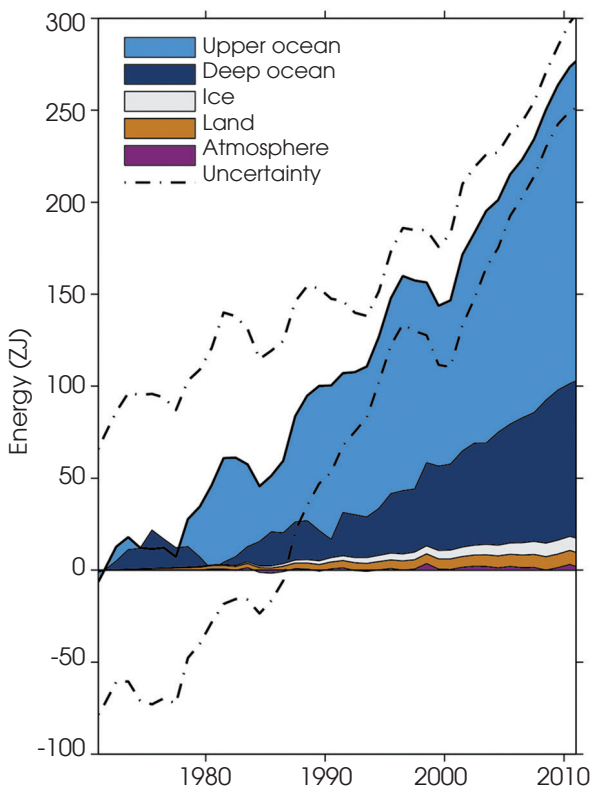 300
250
200
150
100
50
0
-50
-100
Energy (ZJ)
Upper ocean
Deep ocean
Ice
Land
Atmosphere
Uncertainty
1980
1990
2000
2010